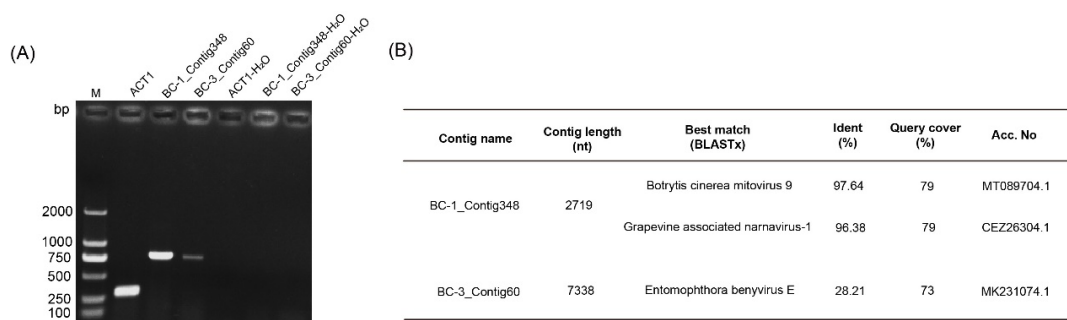 (A)
ACT1
BC-1_Contig348
BC-3_Contig60
ACT1-H₂O
BC-1_Contig348-H₂O
BC-3_Contig60-H₂O
M
bp
2000
1000
750
500
250
100
(B)
Contig name Contig length (nt) Best match (BLASTx) Ident (%) Query cover (%) Acc. No
BC-1_Contig348 2719 Botrytis cinerea mitovirus 9 97.64 79 MT089704.1
Grapevine associated narnavirus-1 96.38 79 CEZ26304.1
BC-3_Contig60 7338 Entomophthora benyvirus E 28.21 73 MK231074.1